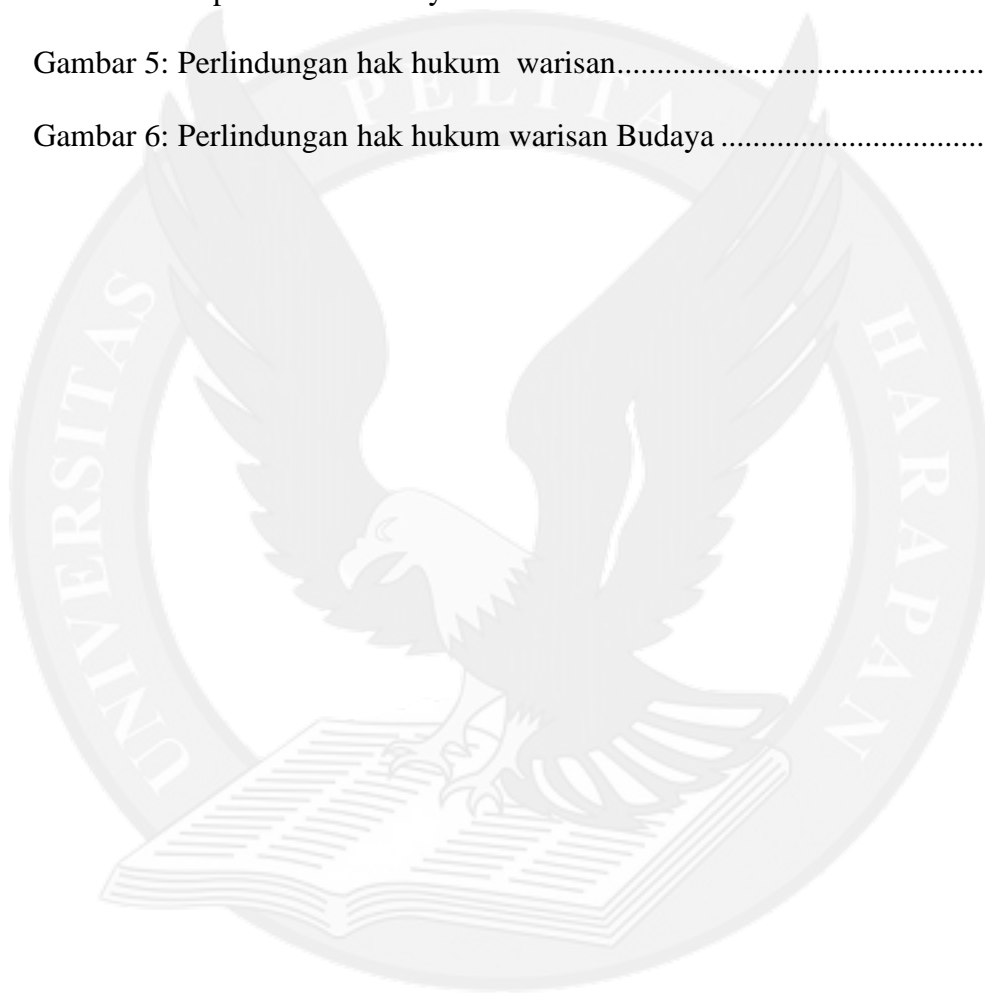 Gambar 5: Perlindungan hak hukum  warisan..............................................
Gambar 6: Perlindungan hak hukum warisan Budaya .................................
UNIVERSITAS PELITA HARAPAN